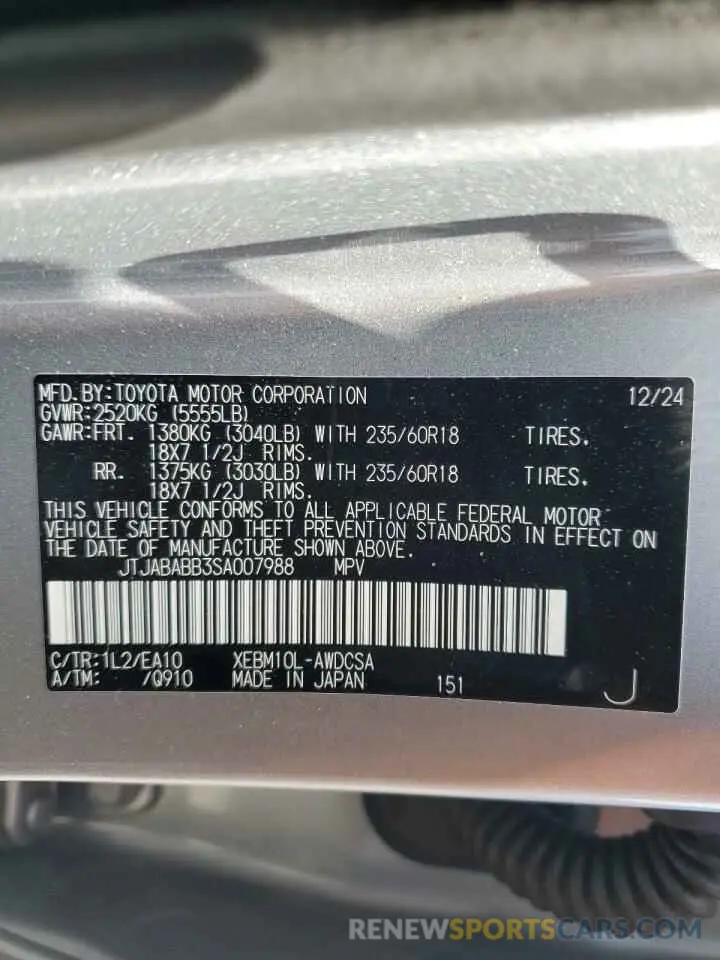 MFD.BY:TOYOTA MOTOR CORPORATION 12/24
GVWR:2520KG (5555LB)
GAWR:FRT. 1380KG (3040LB) WITH 235/60R18 TIRES.
18X7 1/2J RIMS.
RR. 1375KG (3030LB) WITH 235/60R18 TIRES.
18X7 1/2J RIMS.
THIS VEHICLE CONFORMS TO ALL APPLICABLE FEDERAL MOTOR
VEHICLE SAFETY AND THEFT PREVENTION STANDARDS IN EFFECT ON
THE DATE OF MANUFACTURE SHOWN ABOVE.
JTJABABB3SA007988 MPV
C/TR:1L2/EA10 XEBM10L-AWDCSA
A/TM: /Q910 MADE IN JAPAN 151 J
RENEWSPORTSCARS.COM